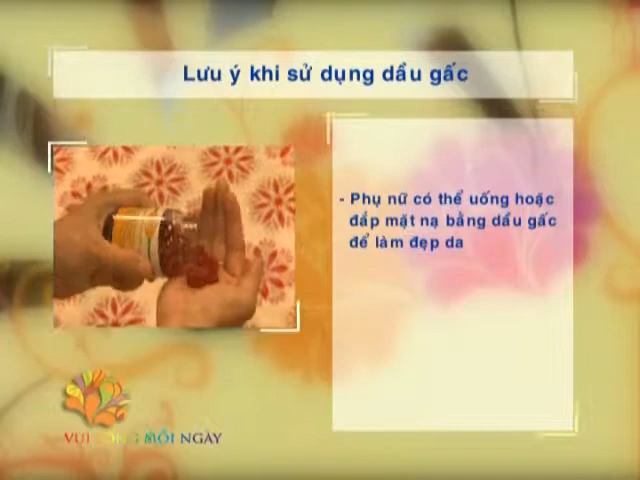 Lưu ý khi sử dụng dầu gấc
- Phụ nữ có thể uống hoặc
đắp mặt nạ bằng dầu gấc
để làm đẹp da
VUI SỐNG MỖI NGÀY